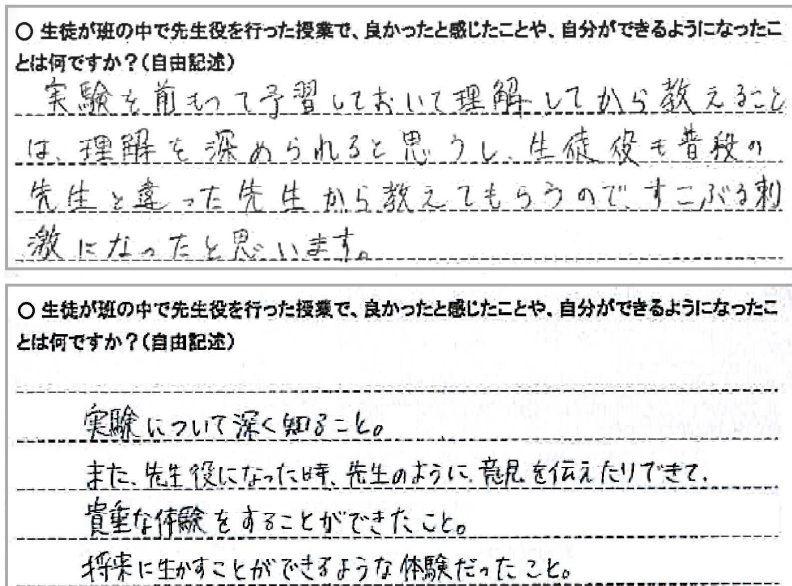 ○ 生徒が班の中で先生役を行った授業で、良かったと感じたことや、自分ができるようになったこ
とは何ですか？(自由記述)
実験を前もって予習しておいて理解してから教えること
は、理解を深められると思うし、生徒役も普段の
先生と違った先生から教えてもらうので、すこぶる刺
激になったと思います。
○ 生徒が班の中で先生役を行った授業で、良かったと感じたことや、自分ができるようになったこ
とは何ですか？(自由記述)
実験について深く知ること。
また、先生役になった時、先生のように、意見を伝えたりできて、
貴重な体験をすることができたこと。
将来に生かすことができるような体験だったこと。